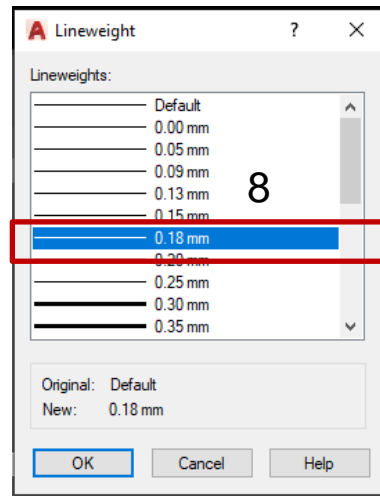 A Lineweight ? ×
Lineweights:
Default
0.00 mm
0.05 mm
0.09 mm
0.13 mm
8
0.15 mm
0.18 mm
0.20 mm
0.25 mm
0.30 mm
0.35 mm
Original: Default
New: 0.18 mm
OK Cancel Help